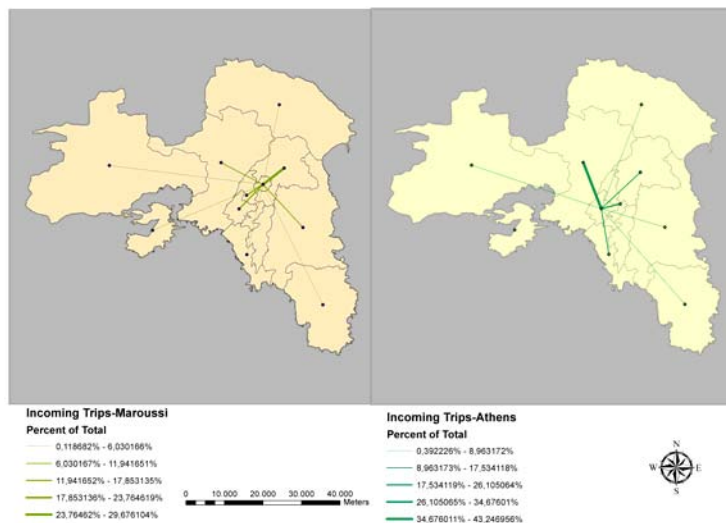 Incoming Trips-Maroussi
Percent of Total
0,118682% - 6,030166%
6,030167% - 11,941651%
11,941652% - 17,853135%
17,853136% - 23,764619%
23,76462% - 29,676104%
0 10.000 20.000 30.000 40.000
Meters
Incoming Trips-Athens
Percent of Total
0,392226% - 8,963172%
8,963173% - 17,534118%
17,534119% - 26,105064%
26,105065% - 34,67601%
34,676011% - 43,246956%
N
W E
S